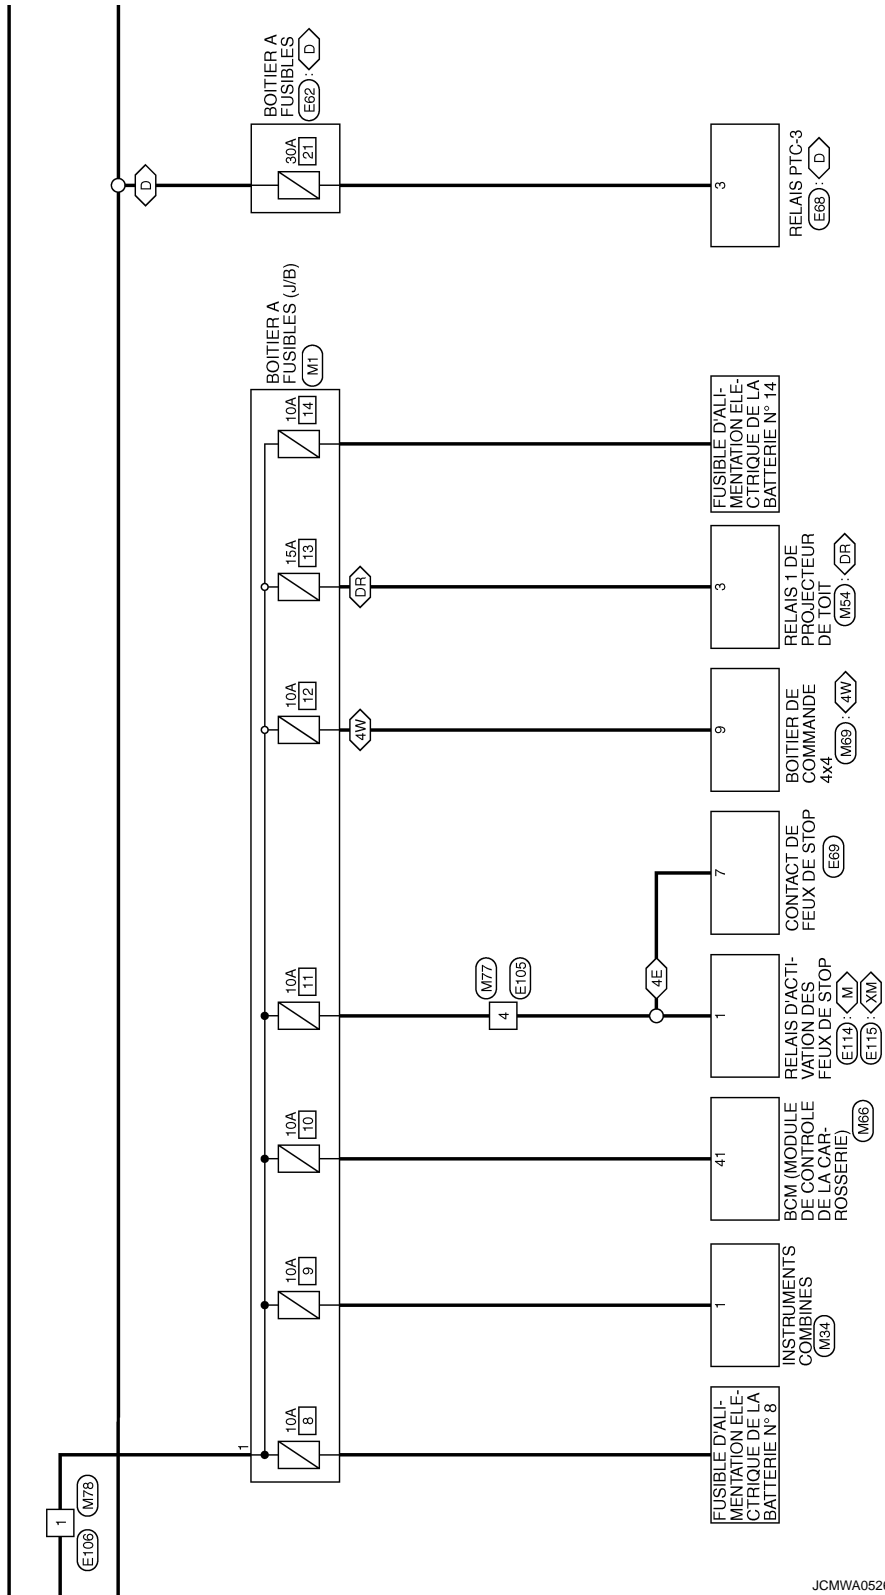 1
E106
M78
1
BOITIER A
FUSIBLES (J/B)
M1
10A
8
10A
9
10A
10
10A
11
10A
12
15A
13
10A
14
BOITIER A
FUSIBLES
E62 : D
30A
21
D
M77
E105
4
4E
4W
DR
FUSIBLE D'ALI-
MENTATION ELE-
CTRIQUE DE LA
BATTERIE N° 8
1
INSTRUMENTS
COMBINES
M34
41
BCM (MODULE
DE CONTROLE
DE LA CAR-
ROSSERIE)
M66
1
RELAIS D'ACTI-
VATION DES
FEUX DE STOP
E114 : M
E115 : XM
7
CONTACT DE
FEUX DE STOP
E69
9
BOITIER DE
COMMANDE
4x4
M69 : 4W
3
RELAIS 1 DE
PROJECTEUR
DE TOIT
M54 : DR
FUSIBLE D'ALI-
MENTATION ELE-
CTRIQUE DE LA
BATTERIE N° 14
3
RELAIS PTC-3
E68 : D